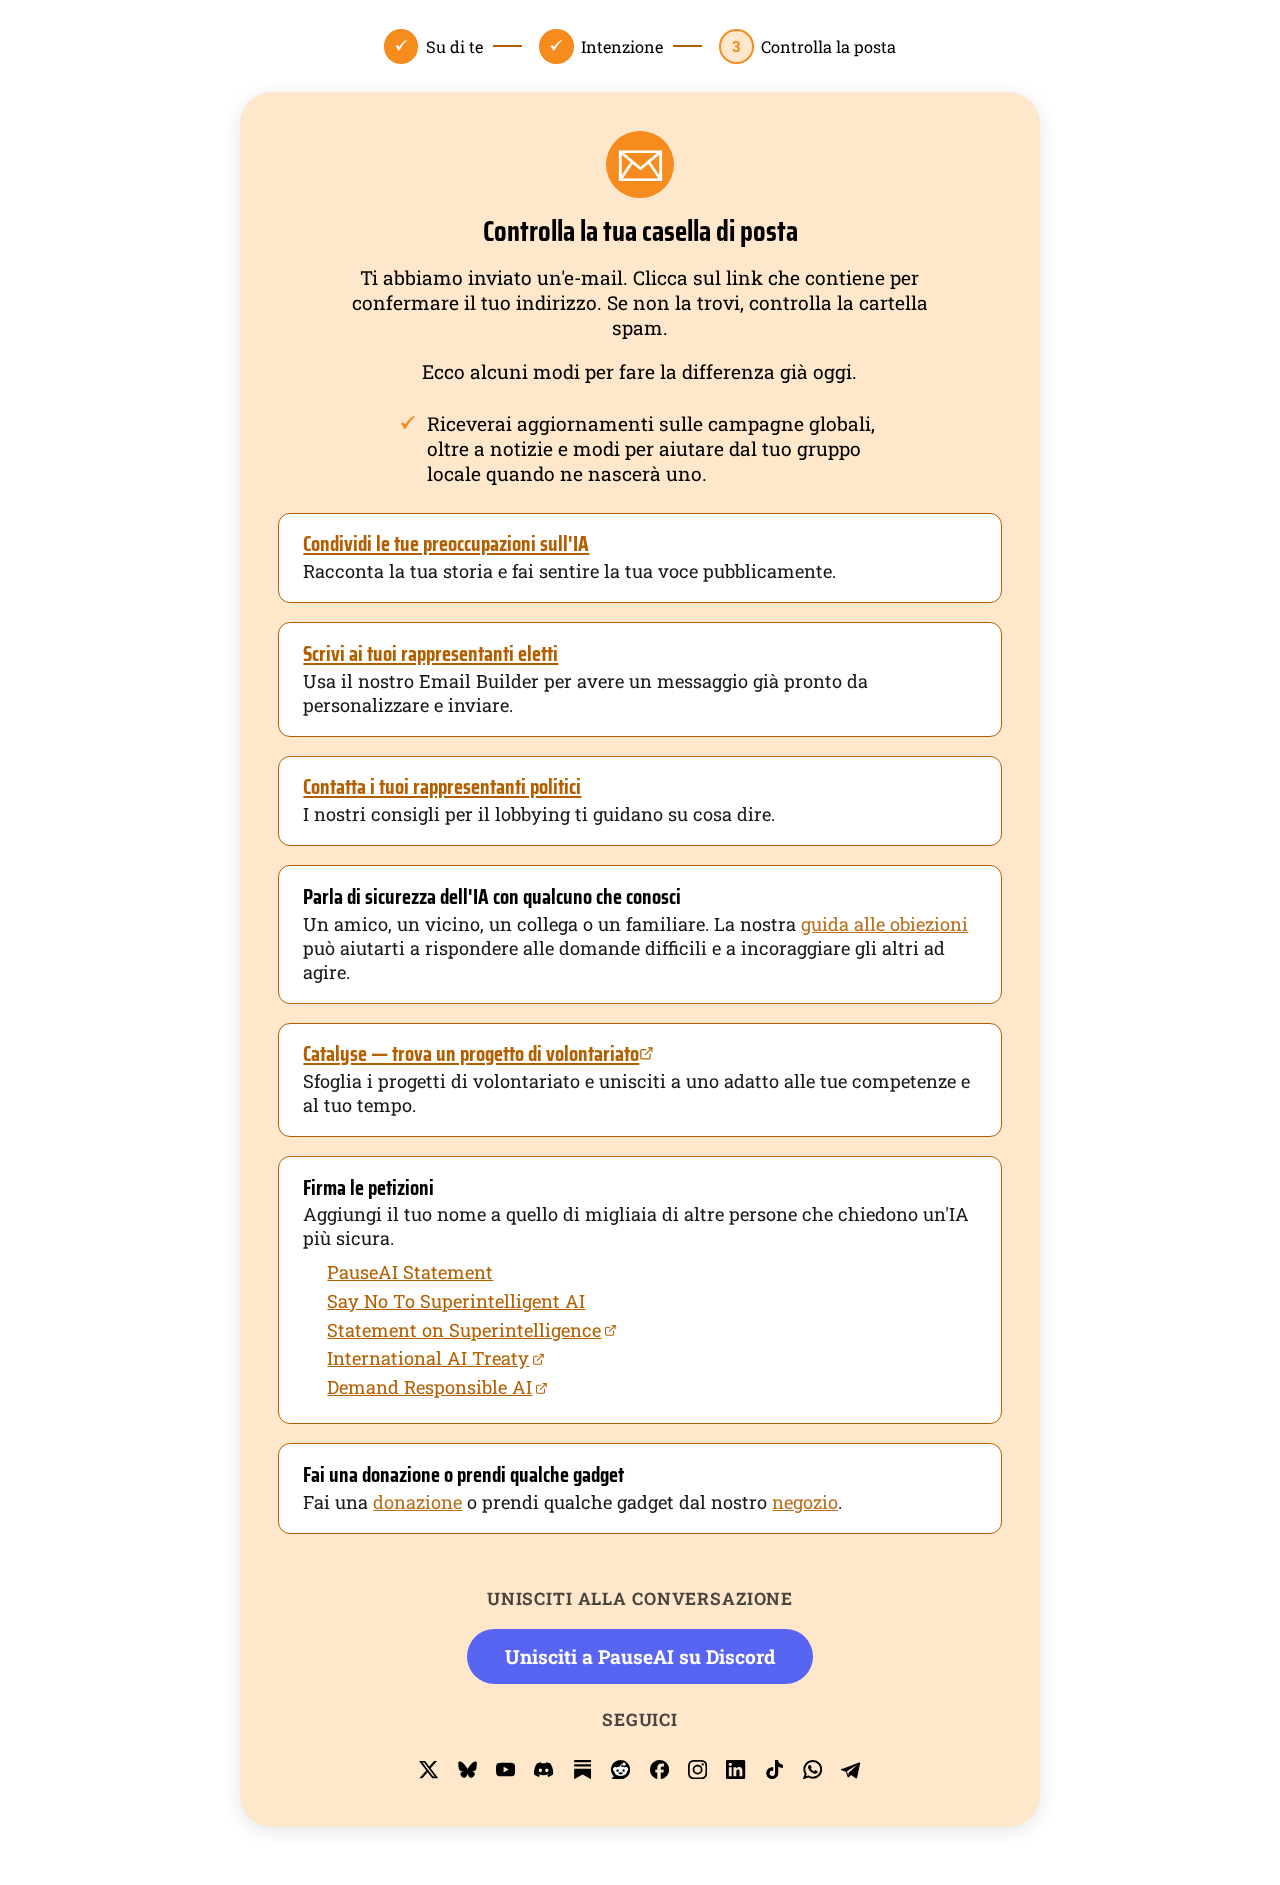 Su di te
Intenzione
3 Controlla la posta
Controlla la tua casella di posta
Ti abbiamo inviato un'e-mail. Clicca sul link che contiene per
confermare il tuo indirizzo. Se non la trovi, controlla la cartella
spam.
Ecco alcuni modi per fare la differenza già oggi.
Riceverai aggiornamenti sulle campagne globali,
oltre a notizie e modi per aiutare dal tuo gruppo
locale quando ne nascerà uno.
Condividi le tue preoccupazioni sull'IA
Racconta la tua storia e fai sentire la tua voce pubblicamente.
Scrivi ai tuoi rappresentanti eletti
Usa il nostro Email Builder per avere un messaggio già pronto da
personalizzare e inviare.
Contatta i tuoi rappresentanti politici
I nostri consigli per il lobbying ti guidano su cosa dire.
Parla di sicurezza dell'IA con qualcuno che conosci
Un amico, un vicino, un collega o un familiare. La nostra guida alle obiezioni
può aiutarti a rispondere alle domande difficili e a incoraggiare gli altri ad
agire.
Catalyse — trova un progetto di volontariato
Sfoglia i progetti di volontariato e unisciti a uno adatto alle tue competenze e
al tuo tempo.
Firma le petizioni
Aggiungi il tuo nome a quello di migliaia di altre persone che chiedono un'IA
più sicura.
PauseAI Statement
Say No To Superintelligent AI
Statement on Superintelligence
International AI Treaty
Demand Responsible AI
Fai una donazione o prendi qualche gadget
Fai una donazione o prendi qualche gadget dal nostro negozio.
UNISCITI ALLA CONVERSAZIONE
Unisciti a PauseAI su Discord
SEGUICI